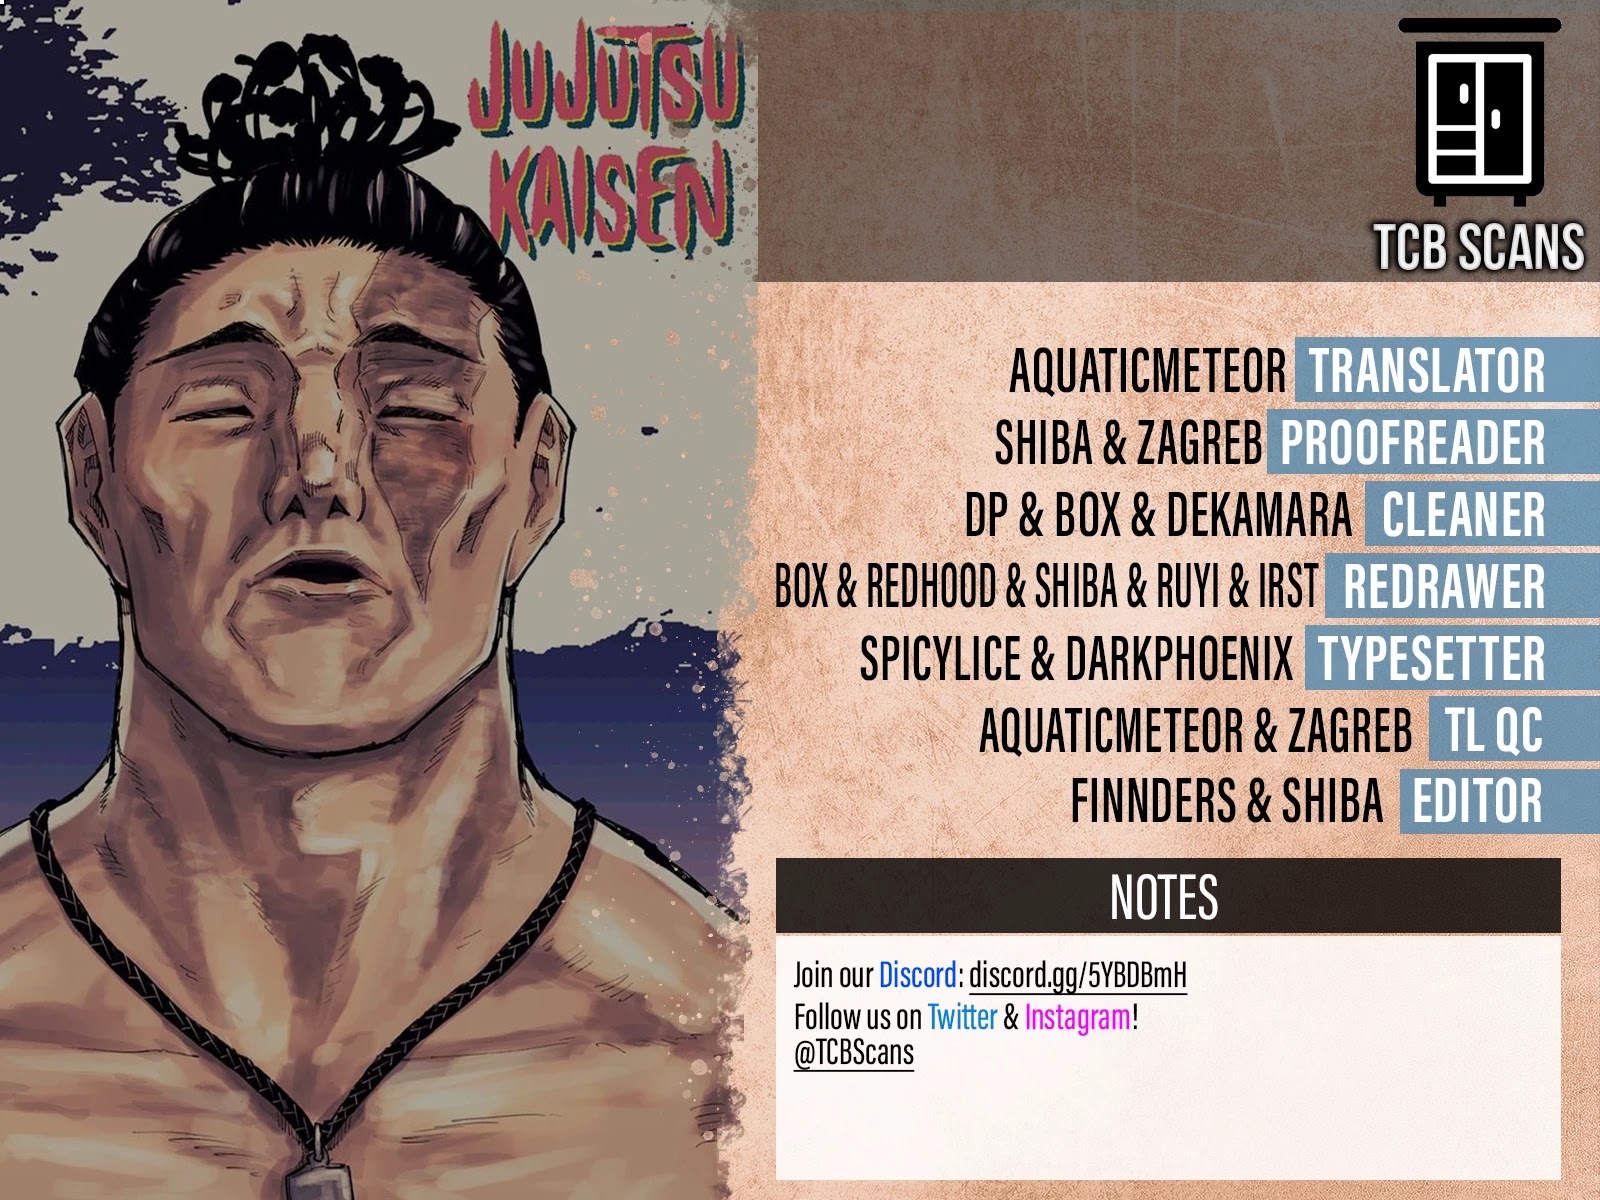 JUJUTSU
KAISEN
TCB SCANS
AQUATICMETEOR TRANSLATOR
SHIBA & ZAGREB PROOFREADER
DP & BOX & DEKAMARA CLEANER
BOX & REDHOOD & SHIBA & RUYI & IRST REDRAWER
SPICYLICE & DARKPHOENIX TYPESETTER
AQUATICMETEOR & ZAGREB TL QC
FINNDERS & SHIBA EDITOR
NOTES
Join our Discord: discord.gg/5YBDBmH
Follow us on Twitter & Instagram!
@TCBScans